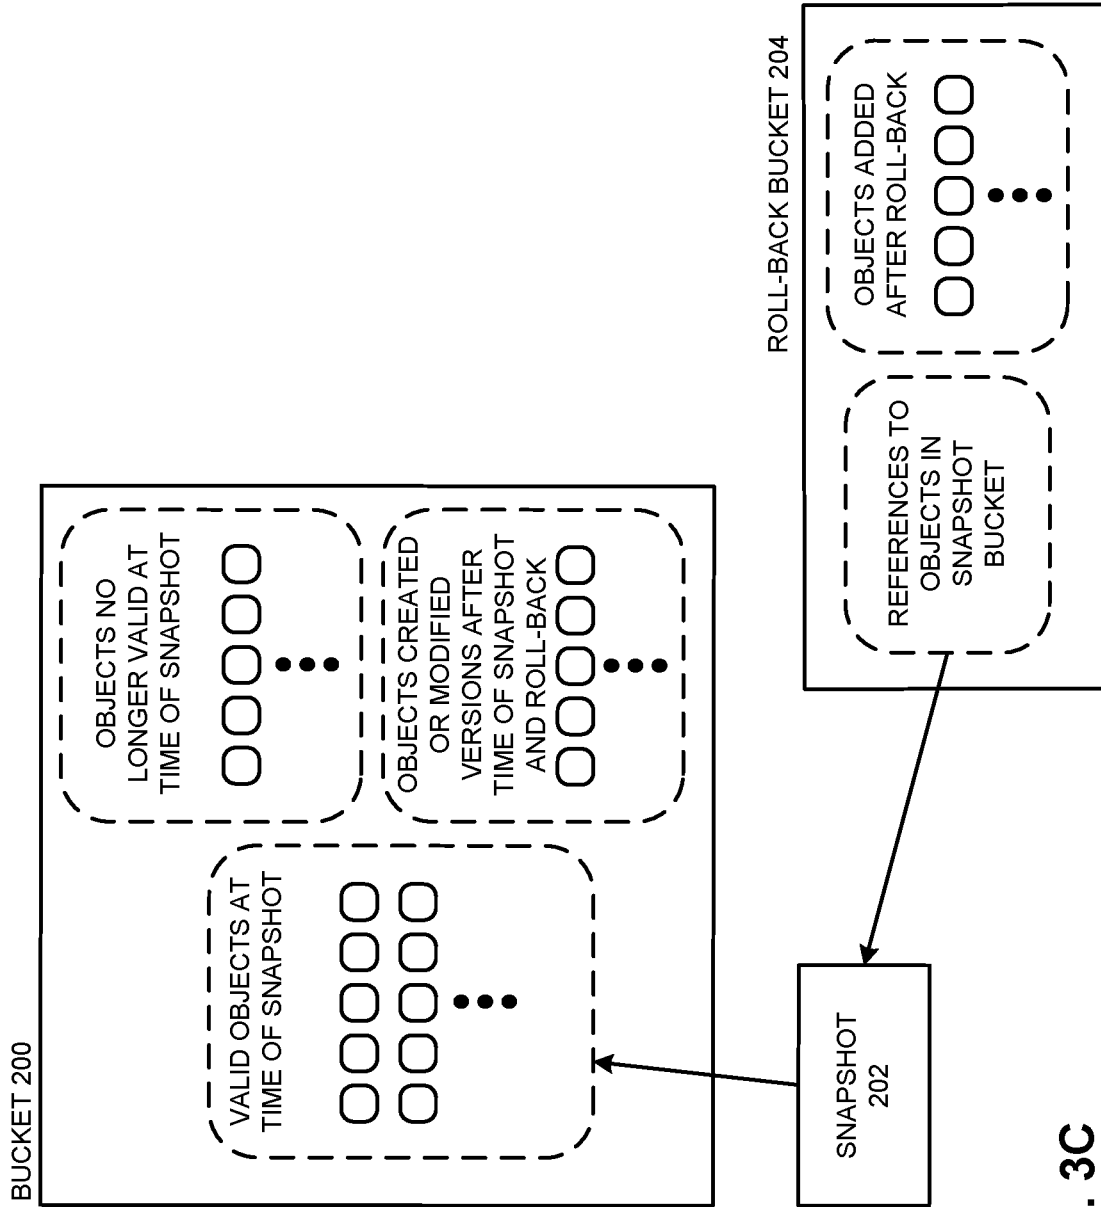 BUCKET 200
VALID OBJECTS AT
TIME OF SNAPSHOT
OBJECTS NO
LONGER VALID AT
TIME OF SNAPSHOT
OBJECTS CREATED
OR MODIFIED
VERSIONS AFTER
TIME OF SNAPSHOT
AND ROLL-BACK
SNAPSHOT
202
ROLL-BACK BUCKET 204
REFERENCES TO
OBJECTS IN
SNAPSHOT
BUCKET
OBJECTS ADDED
AFTER ROLL-BACK
. 3C